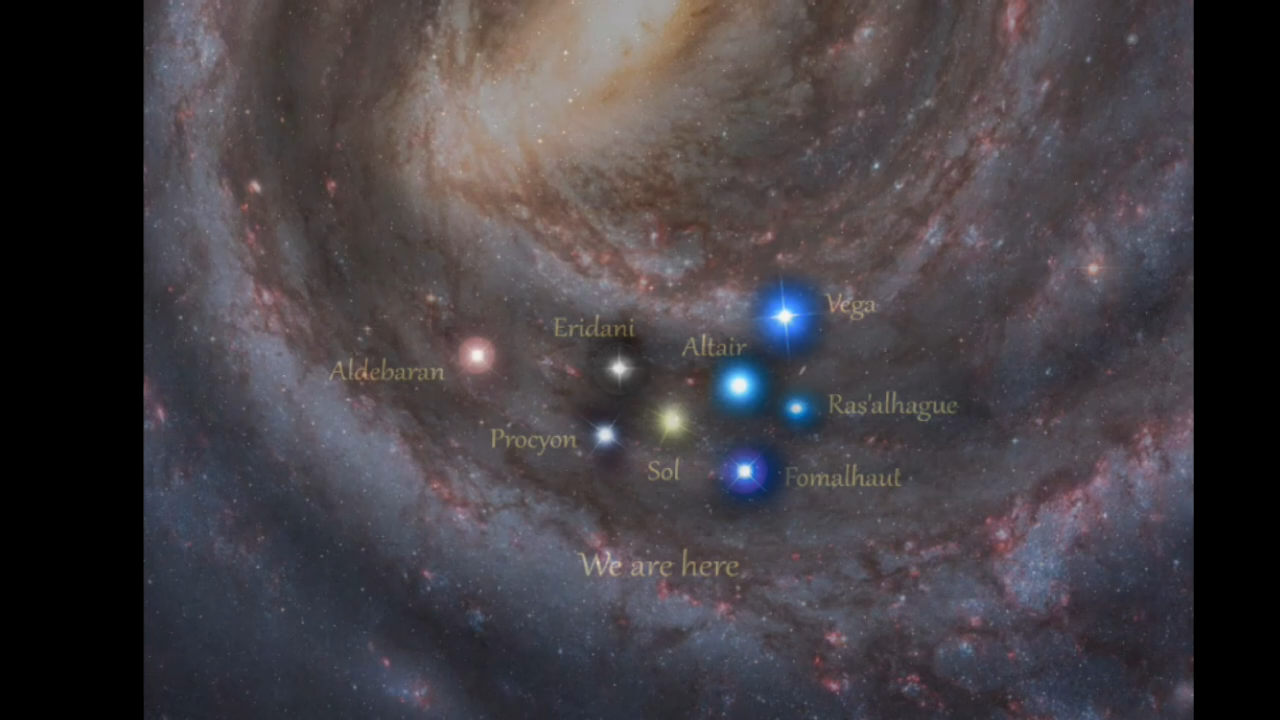 Vega
Eridani
Altair
Aldebaran
Ras'alhague
Procyon
Sol
Fomalhaut
We are here